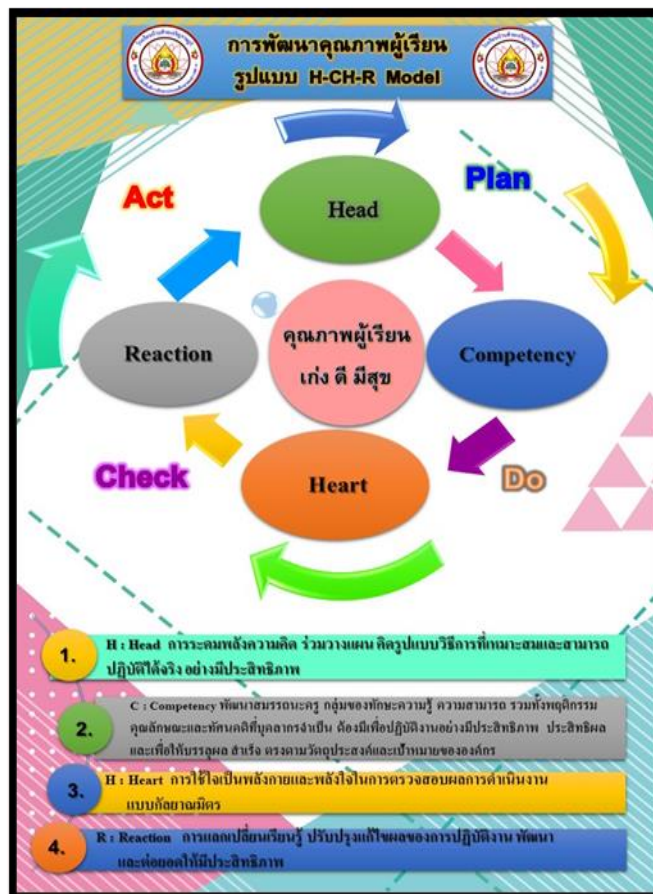 การพัฒนาคุณภาพผู้เรียน
รูปแบบ H-CH-R Model
Act
Plan
Head
Reaction
คุณภาพผู้เรียน
เก่ง ดี มีสุข
Competency
Check
Heart
Do
1.
H : Head การระดมพลังความคิด ร่วมวางแผน คิดรูปแบบวิธีการที่เหมาะสมและสามารถ
ปฏิบัติได้จริง อย่างมีประสิทธิภาพ
2.
C : Competency พัฒนาสมรรถนะครู กลุ่มของทักษะความรู้ ความสามารถ รวมทั้งพฤติกรรม
คุณลักษณะและทัศนคติที่บุคลากรจำเป็น ต้องมีเพื่อปฏิบัติงานอย่างมีประสิทธิภาพ ประสิทธิผล
และเพื่อให้บรรลุผล สำเร็จ ตรงตามวัตถุประสงค์และเป้าหมายขององค์กร
3.
H : Heart การใช้ใจเป็นพลังกายและพลังใจในการตรวจสอบผลการดำเนินงาน
แบบกัลยาณมิตร
4.
R : Reaction การแลกเปลี่ยนเรียนรู้ ปรับปรุงแก้ไขผลของการปฏิบัติงาน พัฒนา
และต่อยอดให้มีประสิทธิภาพ